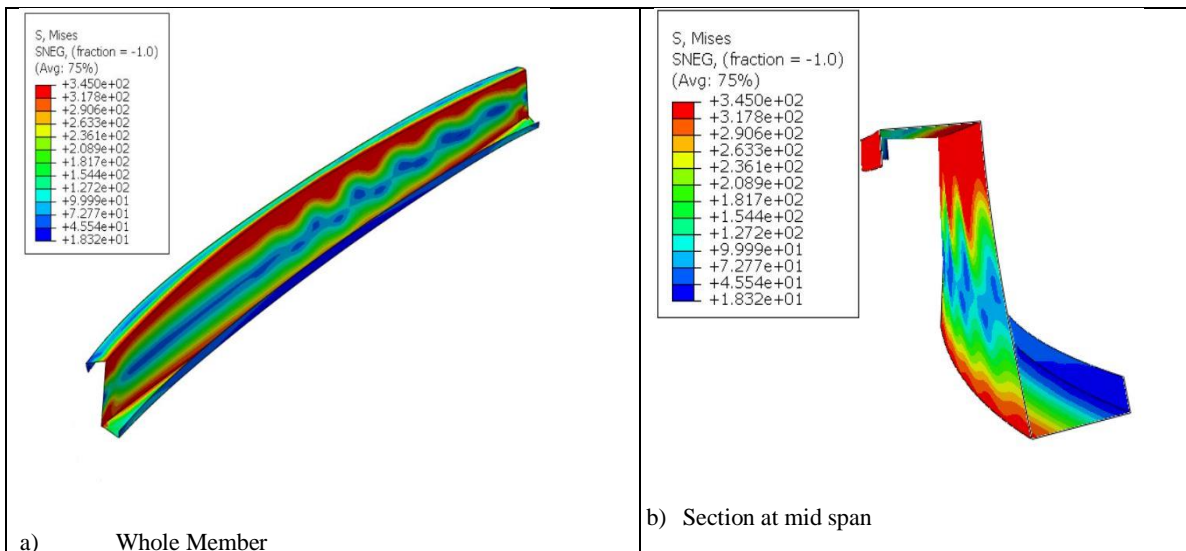 S, Mises
SNEG, (fraction = -1.0)
(Avg: 75%)
+3.450e+02
+3.178e+02
+2.906e+02
+2.633e+02
+2.361e+02
+2.089e+02
+1.817e+02
+1.544e+02
+1.272e+02
+9.999e+01
+7.277e+01
+4.554e+01
+1.832e+01
a) Whole Member
S, Mises
SNEG, (fraction = -1.0)
(Avg: 75%)
+3.450e+02
+3.178e+02
+2.906e+02
+2.633e+02
+2.361e+02
+2.089e+02
+1.817e+02
+1.544e+02
+1.272e+02
+9.999e+01
+7.277e+01
+4.554e+01
+1.832e+01
b) Section at mid span